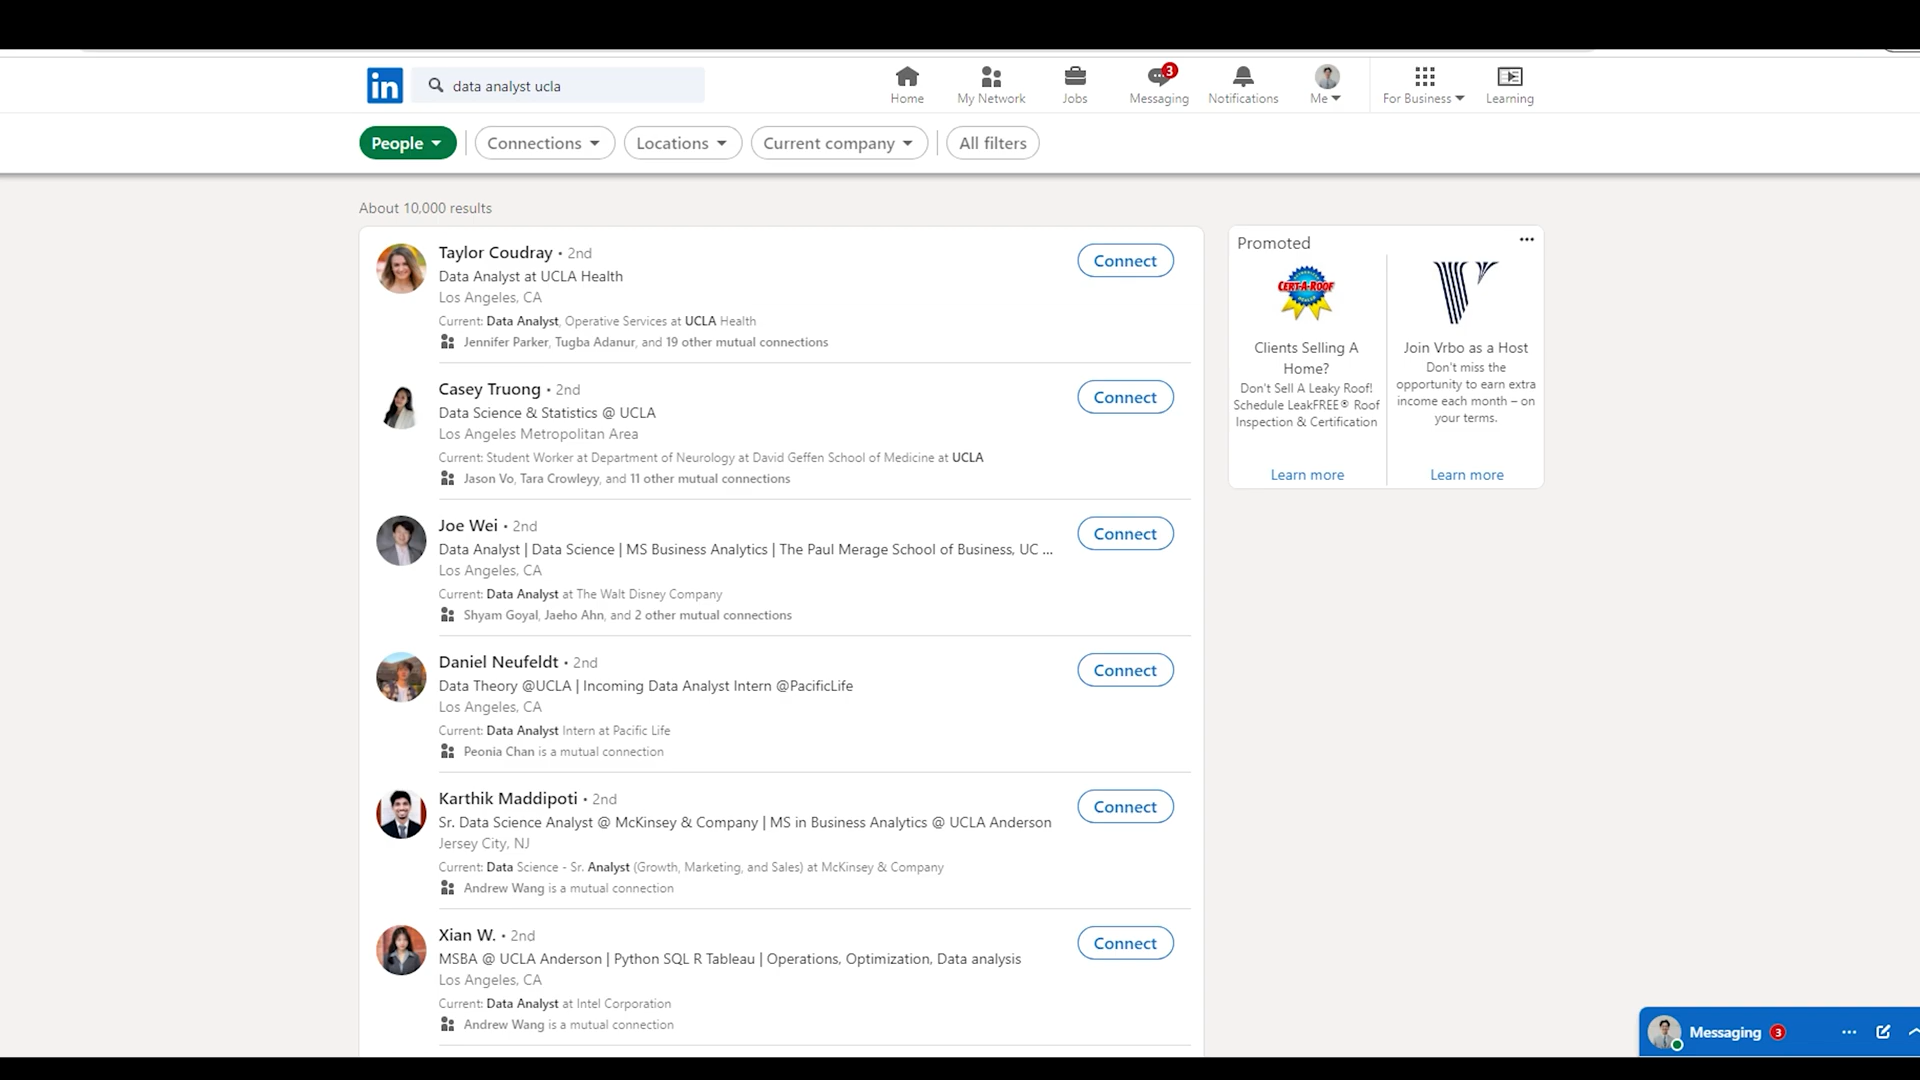 in
data analyst ucla
Home
My Network
Jobs
3
Messaging
Notifications
Me
For Business
Learning
People
Connections
Locations
Current company
All filters
About 10,000 results
Taylor Coudray • 2nd
Data Analyst at UCLA Health
Los Angeles, CA
Current: Data Analyst, Operative Services at UCLA Health
Jennifer Parker, Tugba Adanur, and 19 other mutual connections
Connect
Casey Truong • 2nd
Data Science & Statistics @ UCLA
Los Angeles Metropolitan Area
Current: Student Worker at Department of Neurology at David Geffen School of Medicine at UCLA
Jason Vo, Tara Crowleyy, and 11 other mutual connections
Connect
Joe Wei • 2nd
Data Analyst | Data Science | MS Business Analytics | The Paul Merage School of Business, UC ...
Los Angeles, CA
Current: Data Analyst at The Walt Disney Company
Shyam Goyal, Jaeho Ahn, and 2 other mutual connections
Connect
Daniel Neufeldt • 2nd
Data Theory @UCLA | Incoming Data Analyst Intern @PacificLife
Los Angeles, CA
Current: Data Analyst Intern at Pacific Life
Peonia Chan is a mutual connection
Connect
Karthik Maddipoti • 2nd
Sr. Data Science Analyst @ McKinsey & Company | MS in Business Analytics @ UCLA Anderson
Jersey City, NJ
Current: Data Science - Sr. Analyst (Growth, Marketing, and Sales) at McKinsey & Company
Andrew Wang is a mutual connection
Connect
Xian W. • 2nd
MSBA @ UCLA Anderson | Python SQL R Tableau | Operations, Optimization, Data analysis
Los Angeles, CA
Current: Data Analyst at Intel Corporation
Andrew Wang is a mutual connection
Connect
Promoted
CERT-A-ROOF
Clients Selling A
Home?
Don't Sell A Leaky Roof!
Schedule LeakFREE® Roof
Inspection & Certification
Learn more
Join Vrbo as a Host
Don't miss the
opportunity to earn extra
income each month – on
your terms.
Learn more
Messaging 3